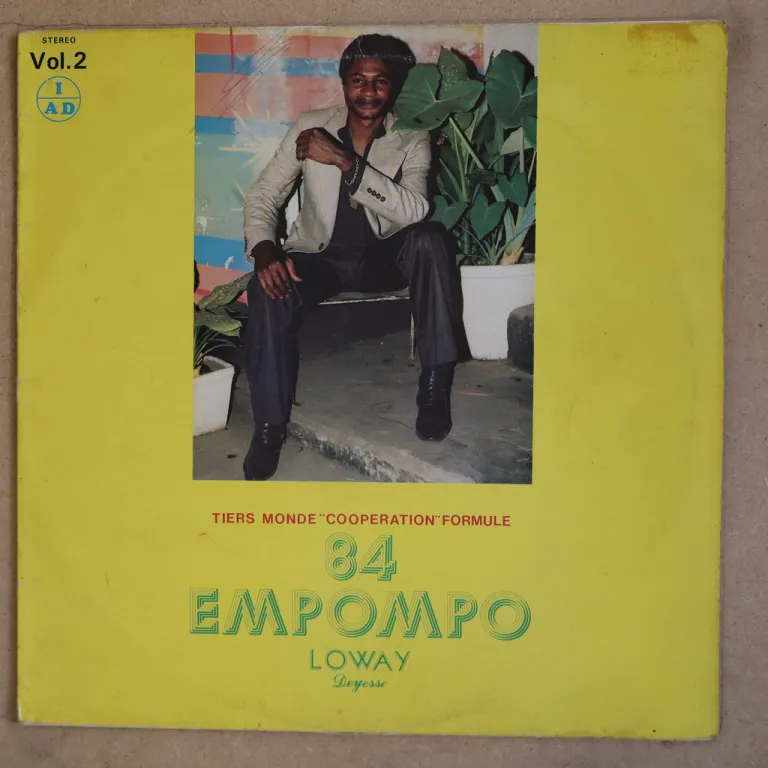 STEREO
Vol.2
I
AD
TIERS MONDE "COOPERATION" FORMULE
84
EMPOMPO
LOWAY
Deyesse